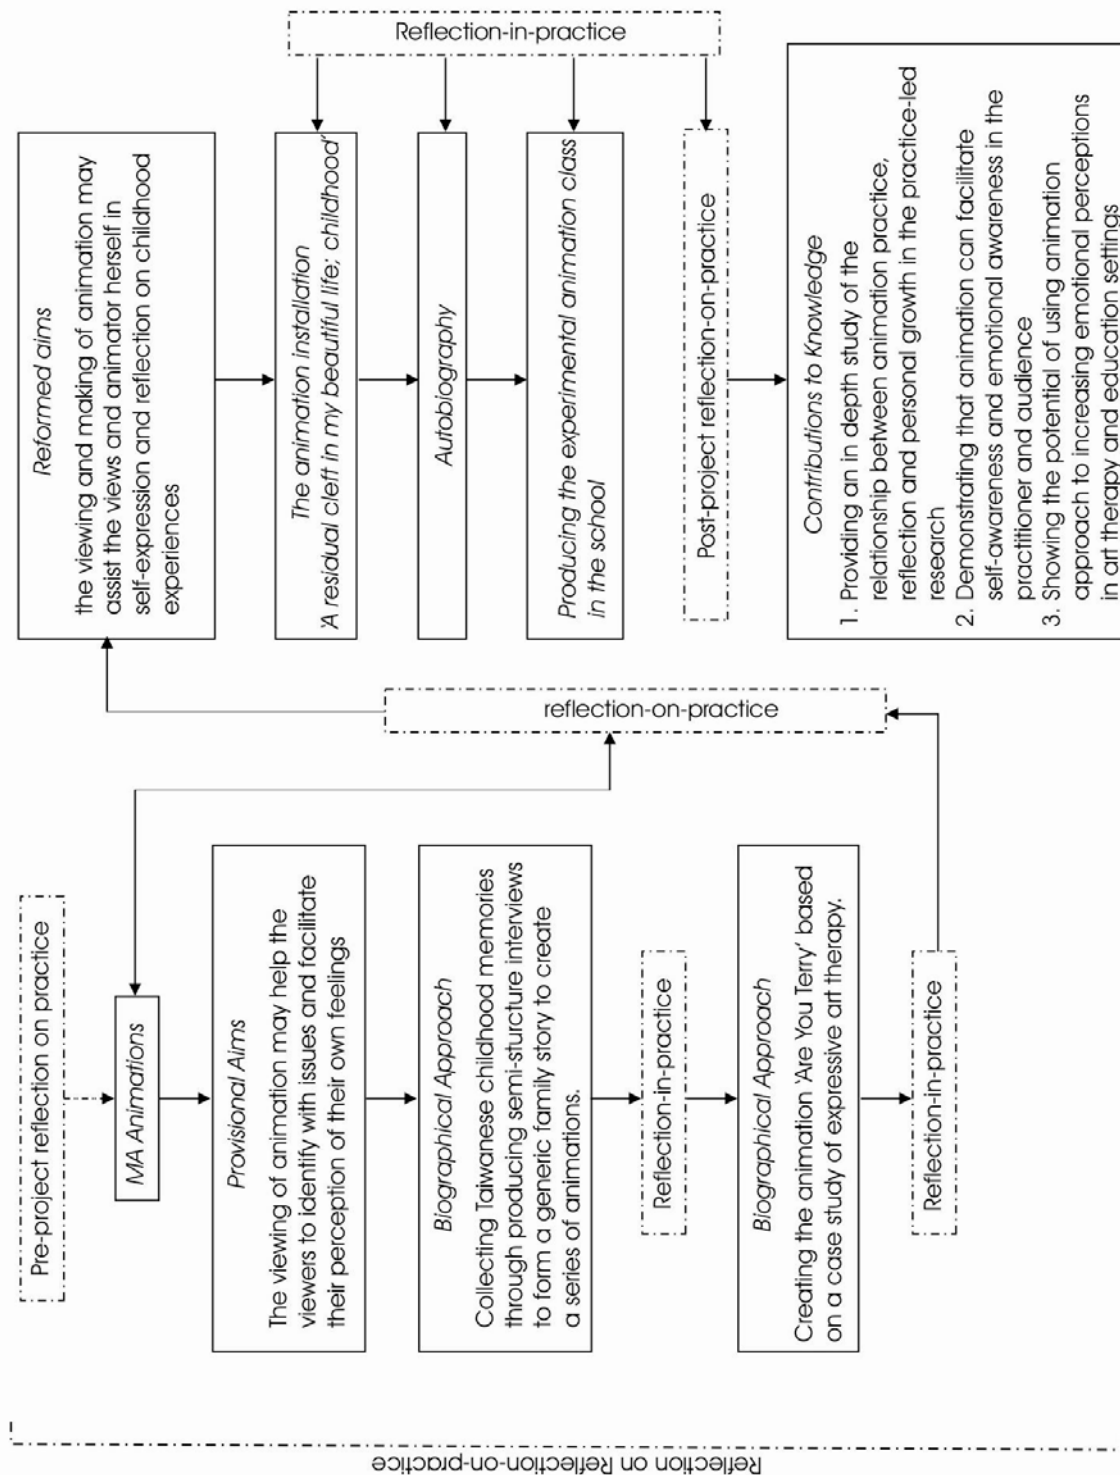 Reflection on Reflection-on-practice
Pre-project reflection on practice
MA Animations
Provisional Aims
The viewing of animation may help the
viewers to identify with issues and facilitate
their perception of their own feelings
Biographical Approach
Collecting Taiwanese childhood memories
through producing semi-sturcture interviews
to form a generic family story to create
a series of animations.
Reflection-in-practice
Biographical Approach
Creating the animation 'Are You Terry' based
on a case study of expressive art therapy.
Reflection-in-practice
reflection-on-practice
Reformed aims
the viewing and making of animation may
assist the views and animator herself in
self-expression and reflection on childhood
experiences
The animation installation
'A residual cleft in my beautiful life; childhood'
Autobiography
Producing the experimental animation class
in the school
Reflection-in-practice
Post-project reflection-on-practice
Contributions to Knowledge
1. Providing an in depth study of the
relationship between animation practice,
reflection and personal growth in the practice-led
research
2. Demonstrating that animation can facilitate
self-awareness and emotional awareness in the
practitioner and audience
3. Showing the potential of using animation
approach to increasing emotional perceptions
in art therapy and education settings